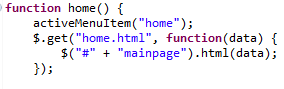 function home() {
activeMenuItem("home");
$.get("home.html", function(data) {
$("#" + "mainpage").html(data);
});